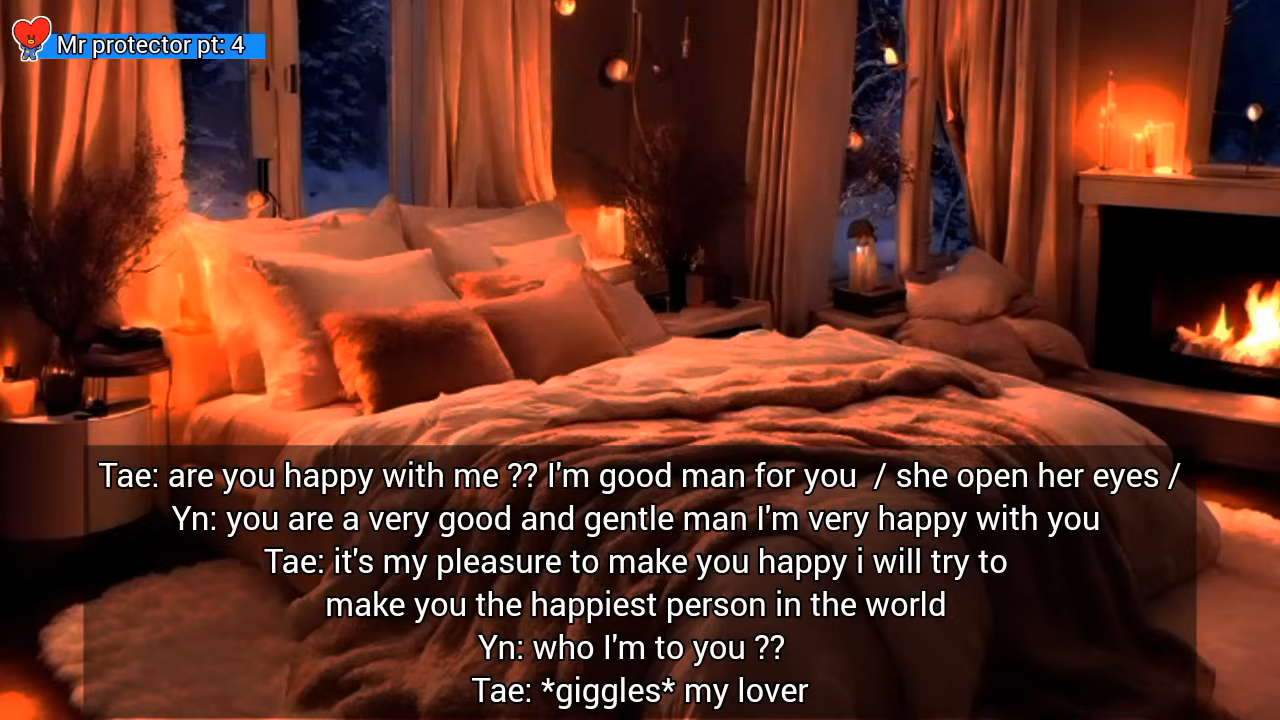 Mr protector pt: 4
Tae: are you happy with me ?? I'm good man for you / she open her eyes /
Yn: you are a very good and gentle man I'm very happy with you
Tae: it's my pleasure to make you happy i will try to
make you the happiest person in the world
Yn: who I'm to you ??
Tae: *giggles* my lover